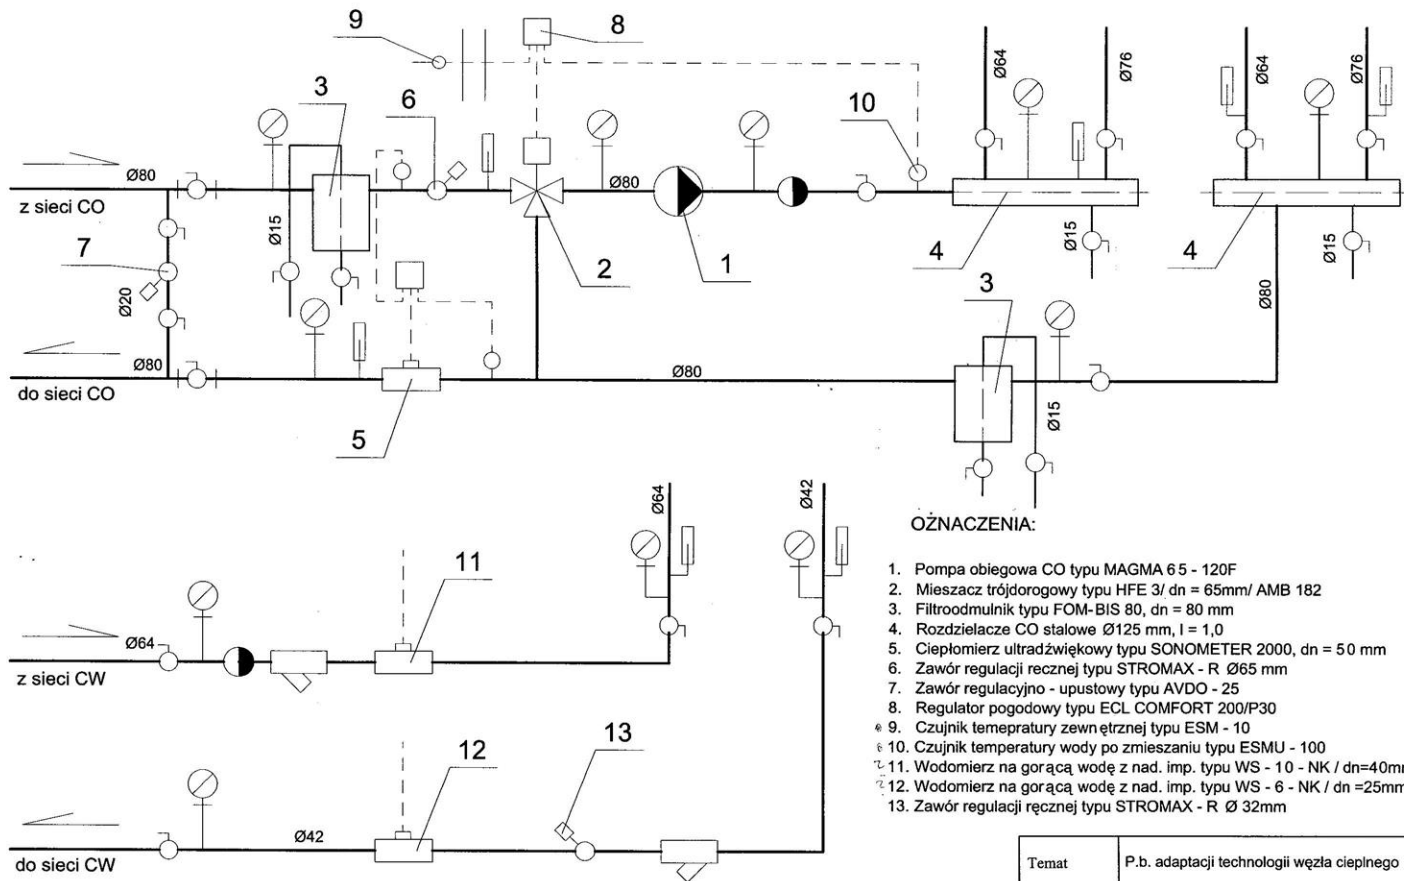 9
8
Ø64
Ø76
Ø64
Ø76
3
6
10
Ø80
Ø80
z sieci CO
Ø15
7
2
1
4
Ø15
4
Ø15
Ø20
3
Ø80
Ø80
Ø80
do sieci CO
5
Ø15
Ø64
Ø42
OŻNACZENIA:
1. Pompa obiegowa CO typu MAGMA 65 - 120F
2. Mieszacz trójdorogowy typu HFE 3/ dn = 65mm/ AMB 182
3. Filtroodmulnik typu FOM-BIS 80, dn = 80 mm
4. Rozdzielacze CO stalowe Ø125 mm, l = 1,0
5. Ciepłomierz ultradźwiękowy typu SONOMETER 2000, dn = 50 mm
6. Zawór regulacji recznej typu STROMAX - R Ø65 mm
7. Zawór regulacyjno - upustowy typu AVDO - 25
8. Regulator pogodowy typu ECL COMFORT 200/P30
9. Czujnik temepratury zewnętrznej typu ESM - 10
10. Czujnik temperatury wody po zmieszaniu typu ESMU - 100
11. Wodomierz na gorącą wodę z nad. imp. typu WS - 10 - NK / dn=40mm
12. Wodomierz na gorącą wodę z nad. imp. typu WS - 6 - NK / dn =25mm
13. Zawór regulacji ręcznej typu STROMAX - R Ø 32mm
11
Ø64
z sieci CW
12
13
Ø42
do sieci CW
Temat P.b. adaptacji technologii węzła cieplnego